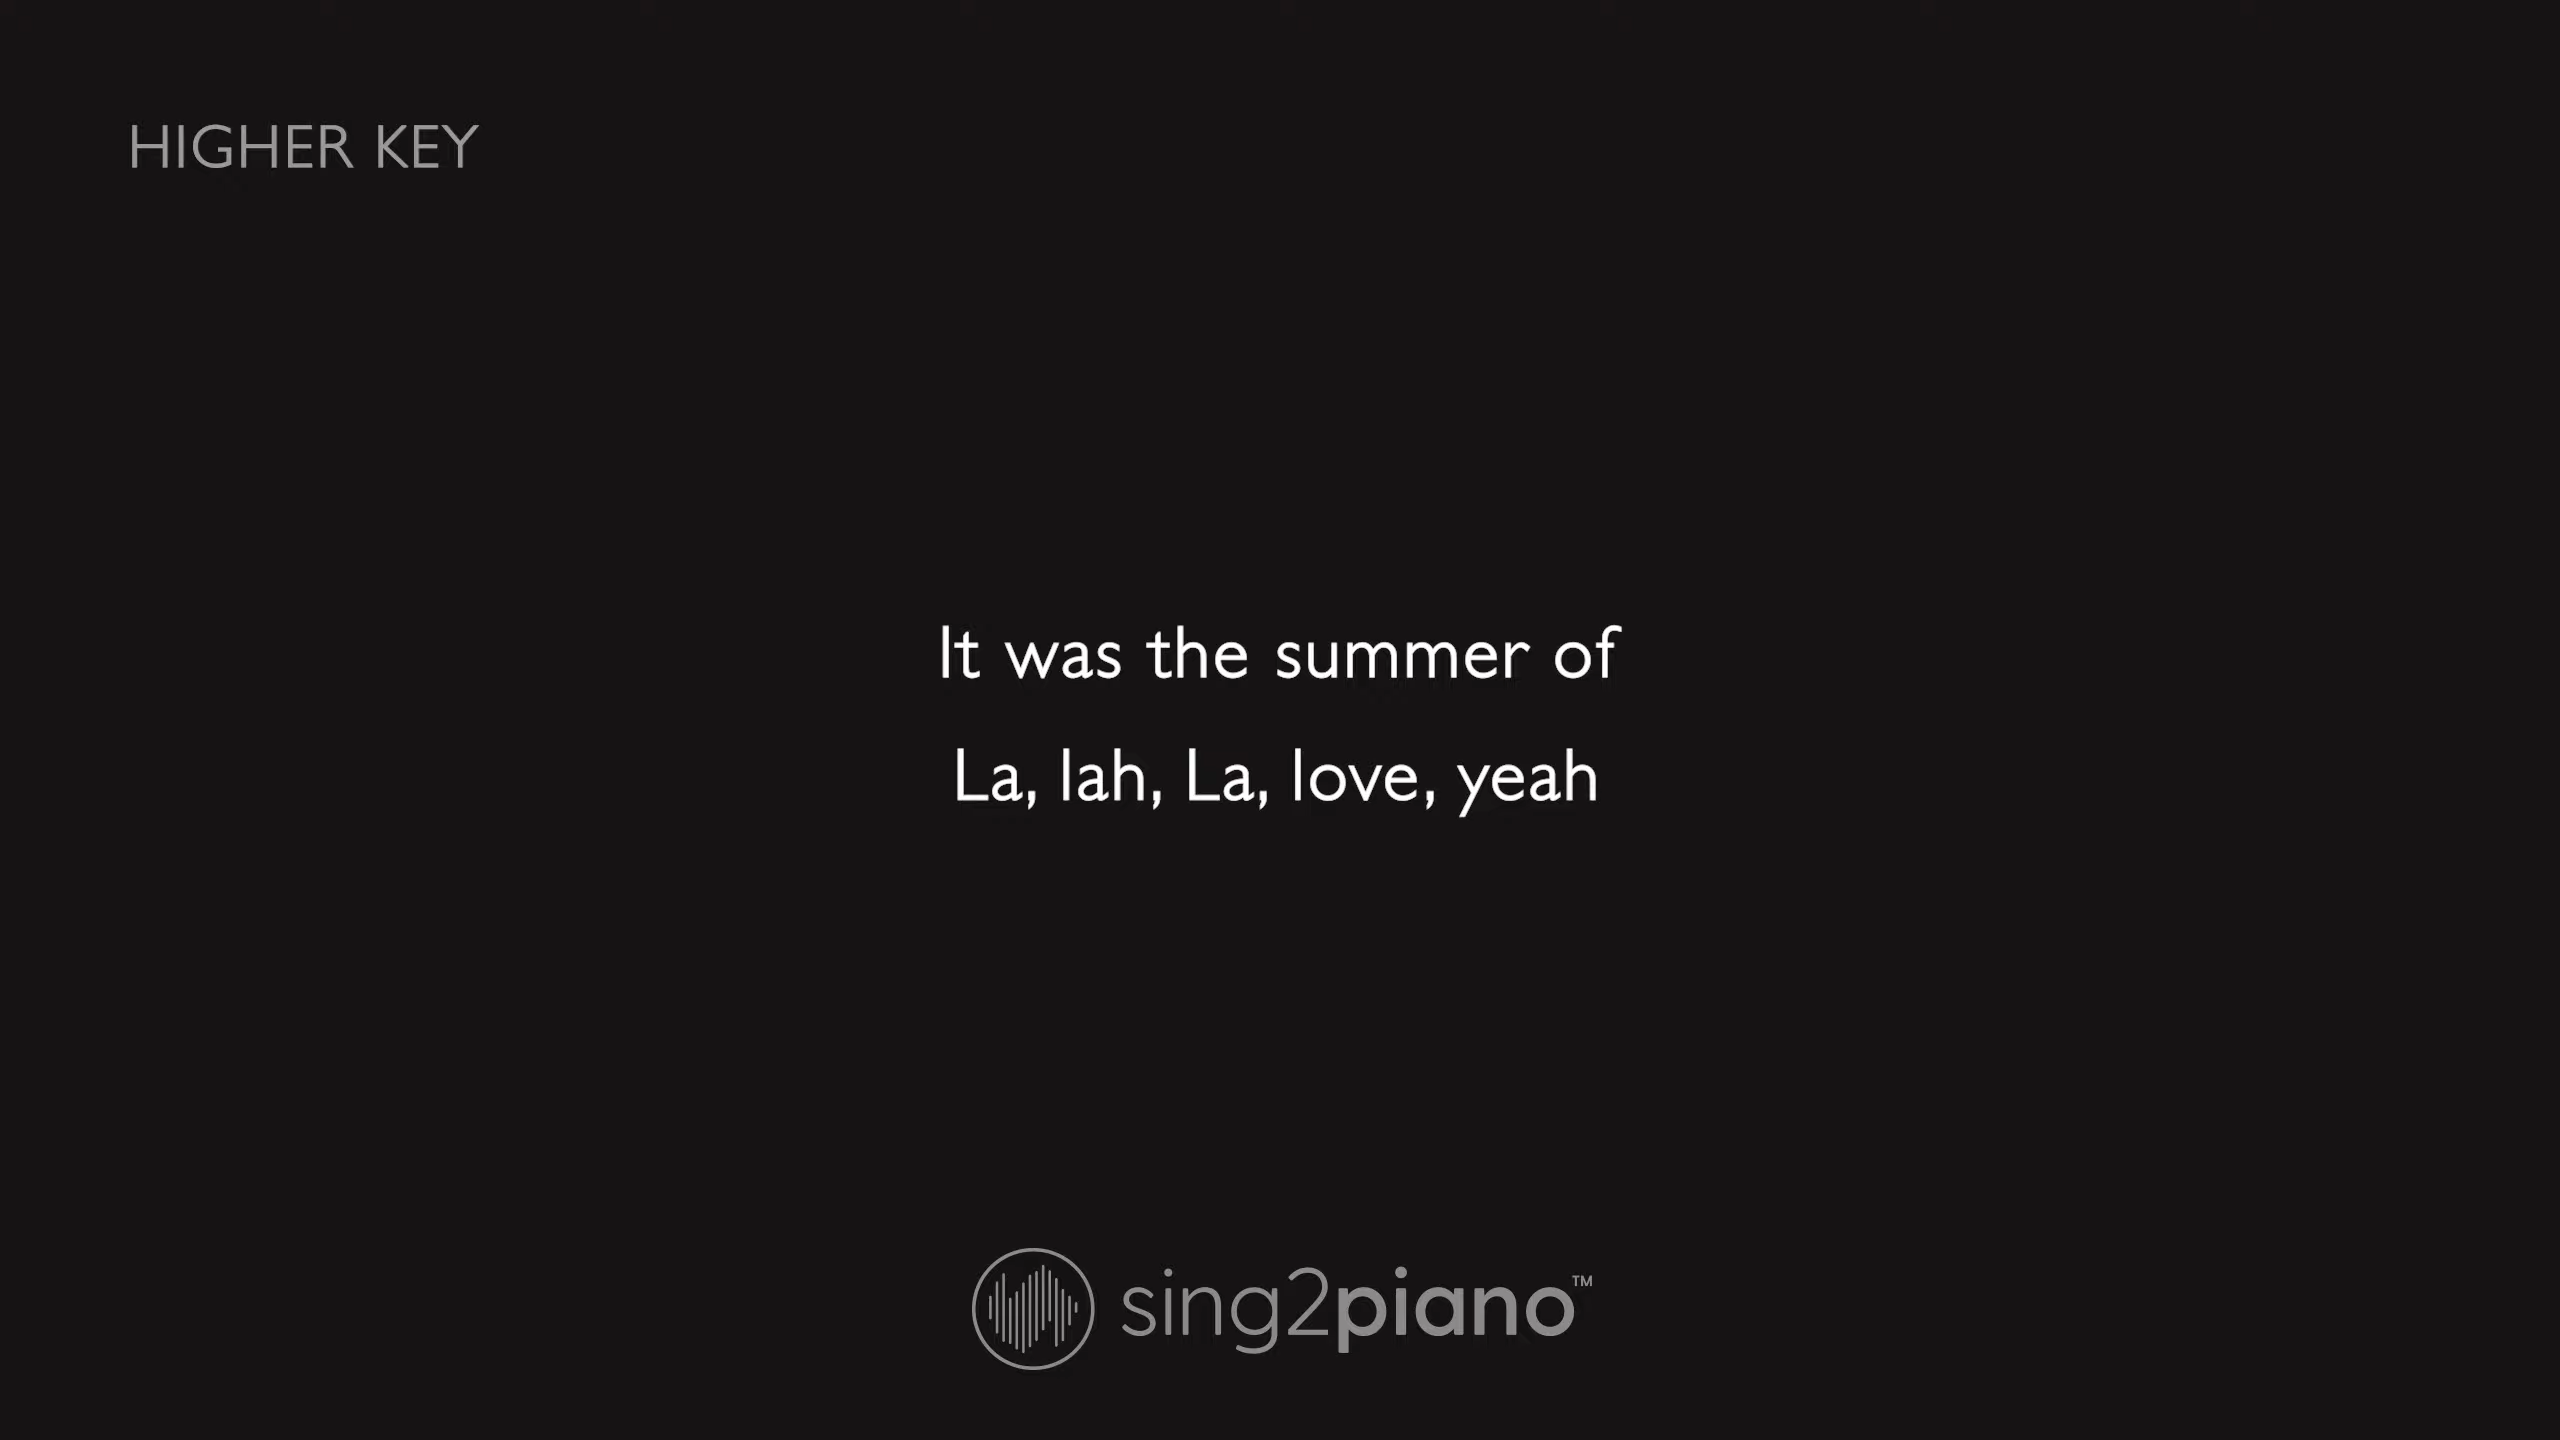 HIGHER KEY
It was the summer of
La, lah, La, love, yeah
sing2piano™